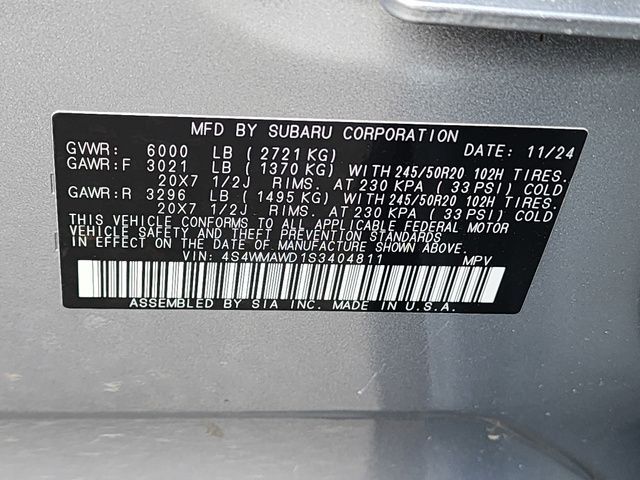 MFD BY SUBARU CORPORATION
GVWR: 6000 LB ( 2721 KG) DATE: 11/24
GAWR:F 3021 LB ( 1370 KG) WITH 245/50R20 102H TIRES.
20X7 1/2J RIMS. AT 230 KPA ( 33 PSI) COLD
GAWR:R 3296 LB ( 1495 KG) WITH 245/50R20 102H TIRES.
20X7 1/2J RIMS. AT 230 KPA ( 33 PSI) COLD
THIS VEHICLE CONFORMS TO ALL APPLICABLE FEDERAL MOTOR
VEHICLE SAFETY AND THEFT PREVENTION STANDARDS
IN EFFECT ON THE DATE OF MANUFACTURE SHOWN ABOVE.
VIN: 4S4WMAWD1S3404811 MPV
ASSEMBLED BY SIA INC. MADE IN U.S.A.